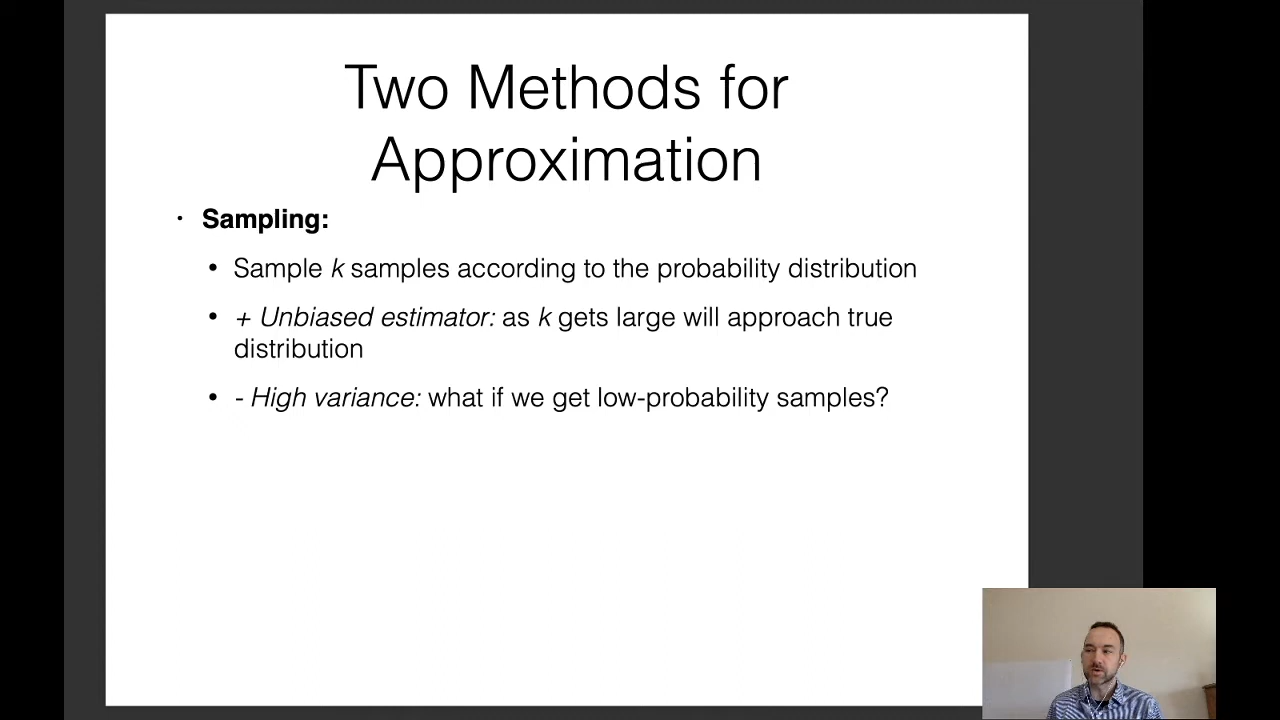 Two Methods for
Approximation
• Sampling:
• Sample k samples according to the probability distribution
• + Unbiased estimator: as k gets large will approach true
distribution
• - High variance: what if we get low-probability samples?